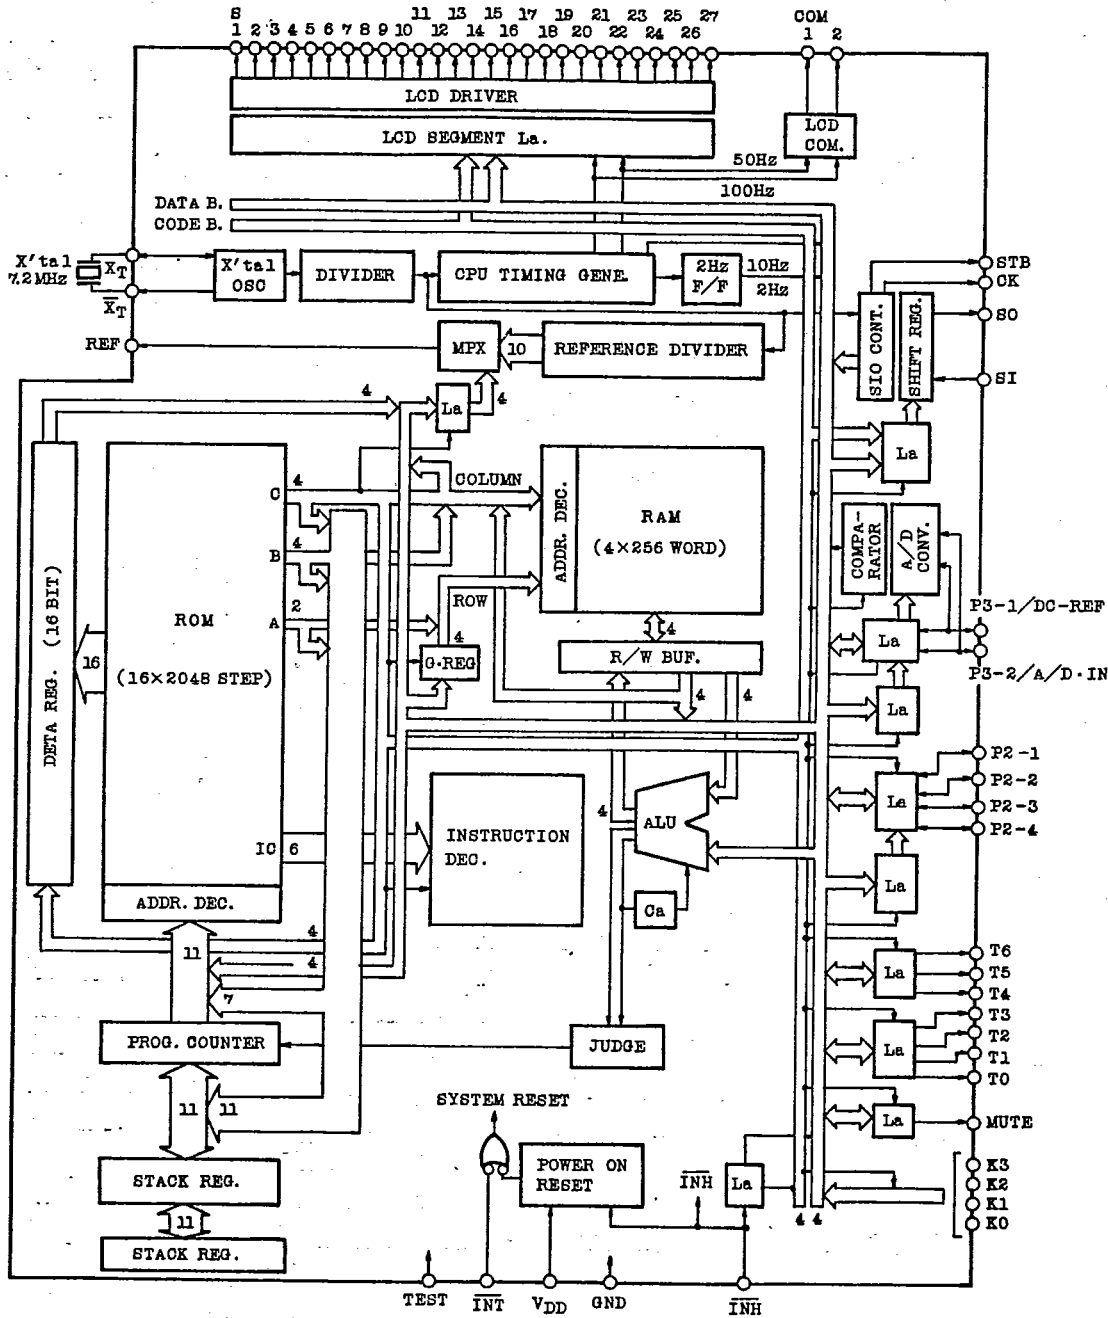 S 11 13 15 17 19 21 23 25 27 COM
1 2 3 4 5 6 7 8 9 10 12 14 16 18 20 22 24 26 1 2
LCD DRIVER
LCD SEGMENT La.
LCD
COM.
50Hz
100Hz
DATA B.
CODE B.
X'tal
7.2MHz
XT
X̅T
X'tal
OSC
DIVIDER
CPU TIMING GENE.
2Hz
F/F
10Hz
2Hz
STB
CK
SO
SI
SIO CONT.
SHIFT REG.
REF
MPX
10
REFERENCE DIVIDER
4
La
4
La
DETA REG. (16 BIT)
16
ROM
(16×2048 STEP)
C
4
B
4
A
2
IC 6
ADDR. DEC.
COLUMN
ROW
4
G-REG
ADDR. DEC.
RAM
(4×256 WORD)
4
R/W BUF.
4
4
COMPA-
RATOR
A/D
CONV.
P3-1/DC-REF
La
P3-2/A/D·IN
La
P2-1
P2-2
P2-3
P2-4
La
La
INSTRUCTION
DEC.
4
ALU
Ca
11
4
4
7
PROG. COUNTER
JUDGE
T6
T5
T4
La
T3
T2
T1
T0
La
11
11
SYSTEM RESET
MUTE
La
STACK REG.
11
STACK REG.
POWER ON
RESET
I̅N̅H̅
La
4 4
K3
K2
K1
K0
TEST
I̅N̅T̅
VDD
GND
I̅N̅H̅